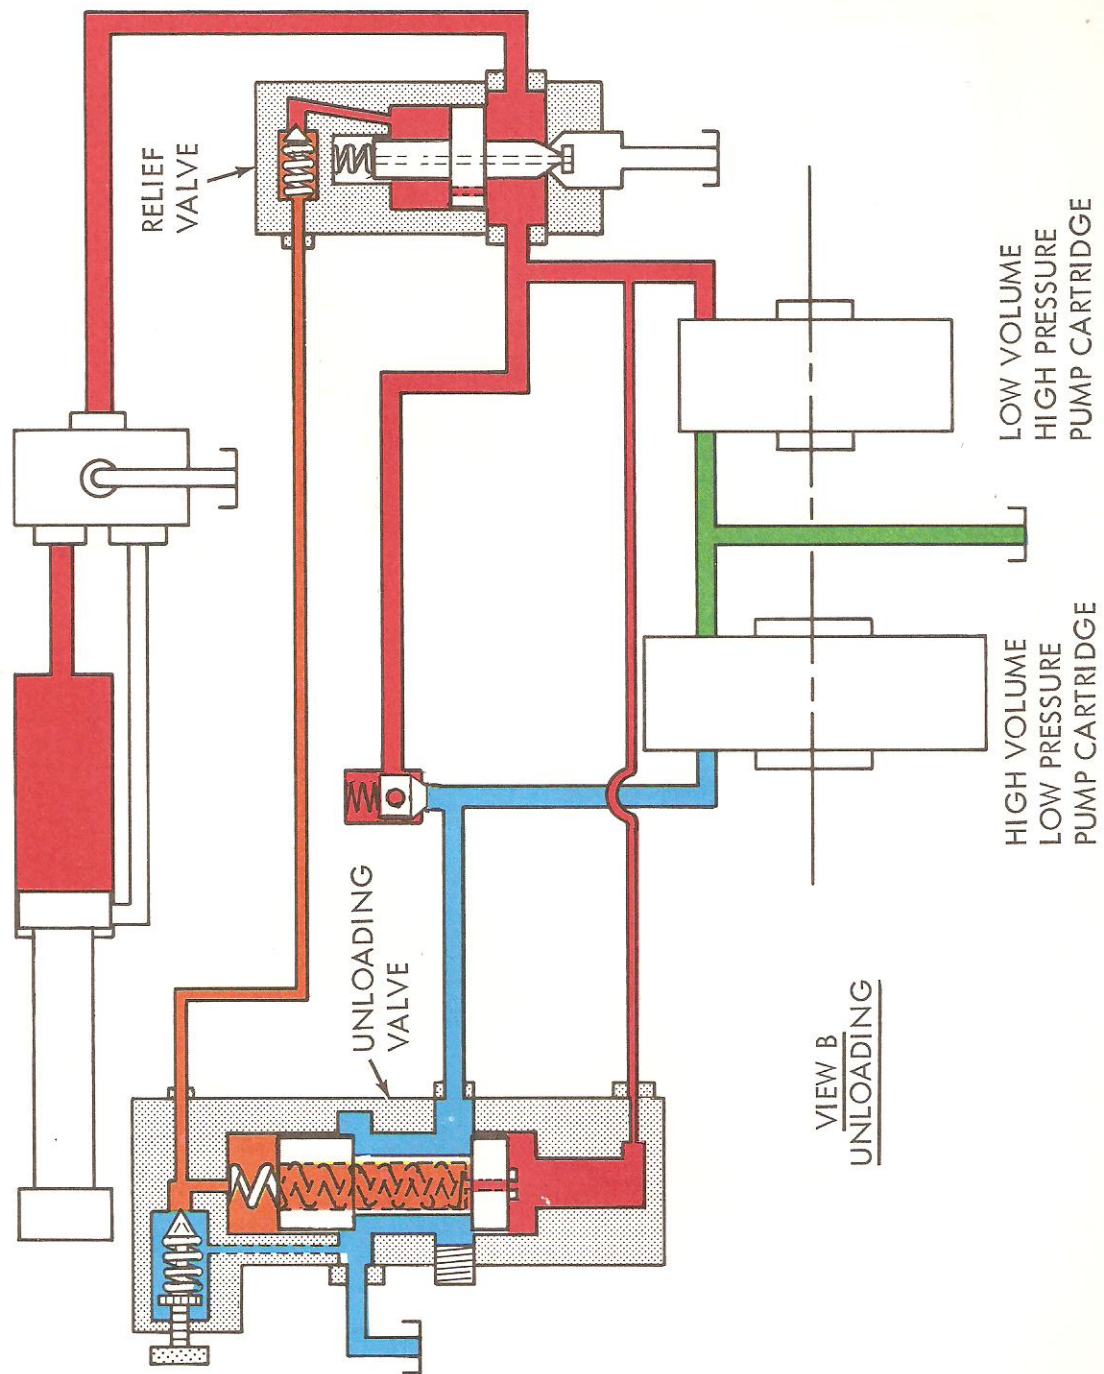 RELIEF
VALVE
LOW VOLUME
HIGH PRESSURE
PUMP CARTRIDGE
HIGH VOLUME
LOW PRESSURE
PUMP CARTRIDGE
UNLOADING
VALVE
VIEW B
UNLOADING